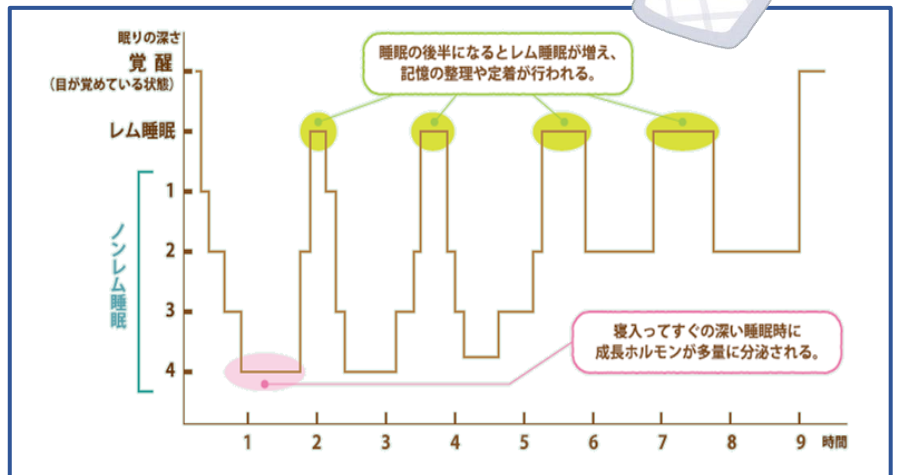 眠りの深さ
覚醒
（目が覚めている状態）
レム睡眠
1
2
3
4
ノンレム睡眠
睡眠の後半になるとレム睡眠が増え、
記憶の整理や定着が行われる。
寝入ってすぐの深い睡眠時に
成長ホルモンが多量に分泌される。
1 2 3 4 5 6 7 8 9 時間